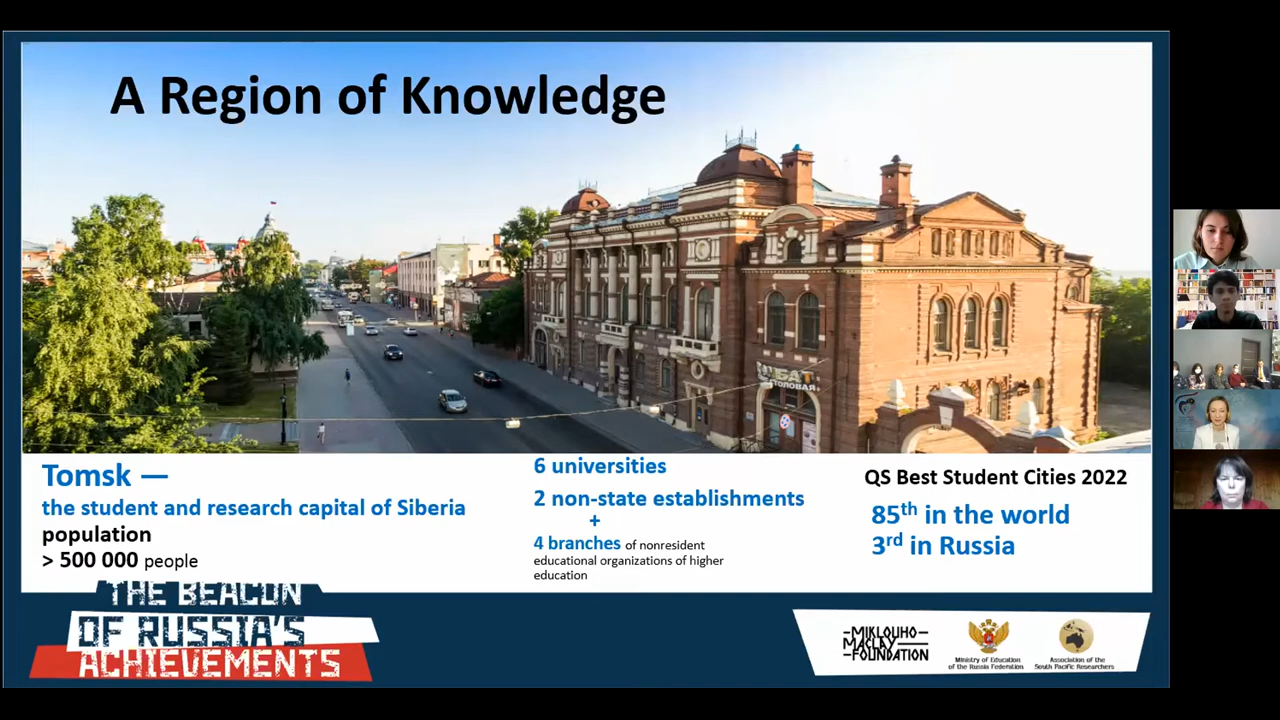 A Region of Knowledge
СТОЛОВАЯ
Tomsk —
the student and research capital of Siberia
population
> 500 000 people
6 universities
2 non-state establishments
+
4 branches of nonresident
educational organizations of higher
education
QS Best Student Cities 2022
85th in the world
3rd in Russia
THE BEACON
OF RUSSIA'S
ACHIEVEMENTS
–MIKLOUHO–
MACLAY
–FOUNDATION
Ministry of Education
of the Russia Federation
Association of the
South Pacific Researchers